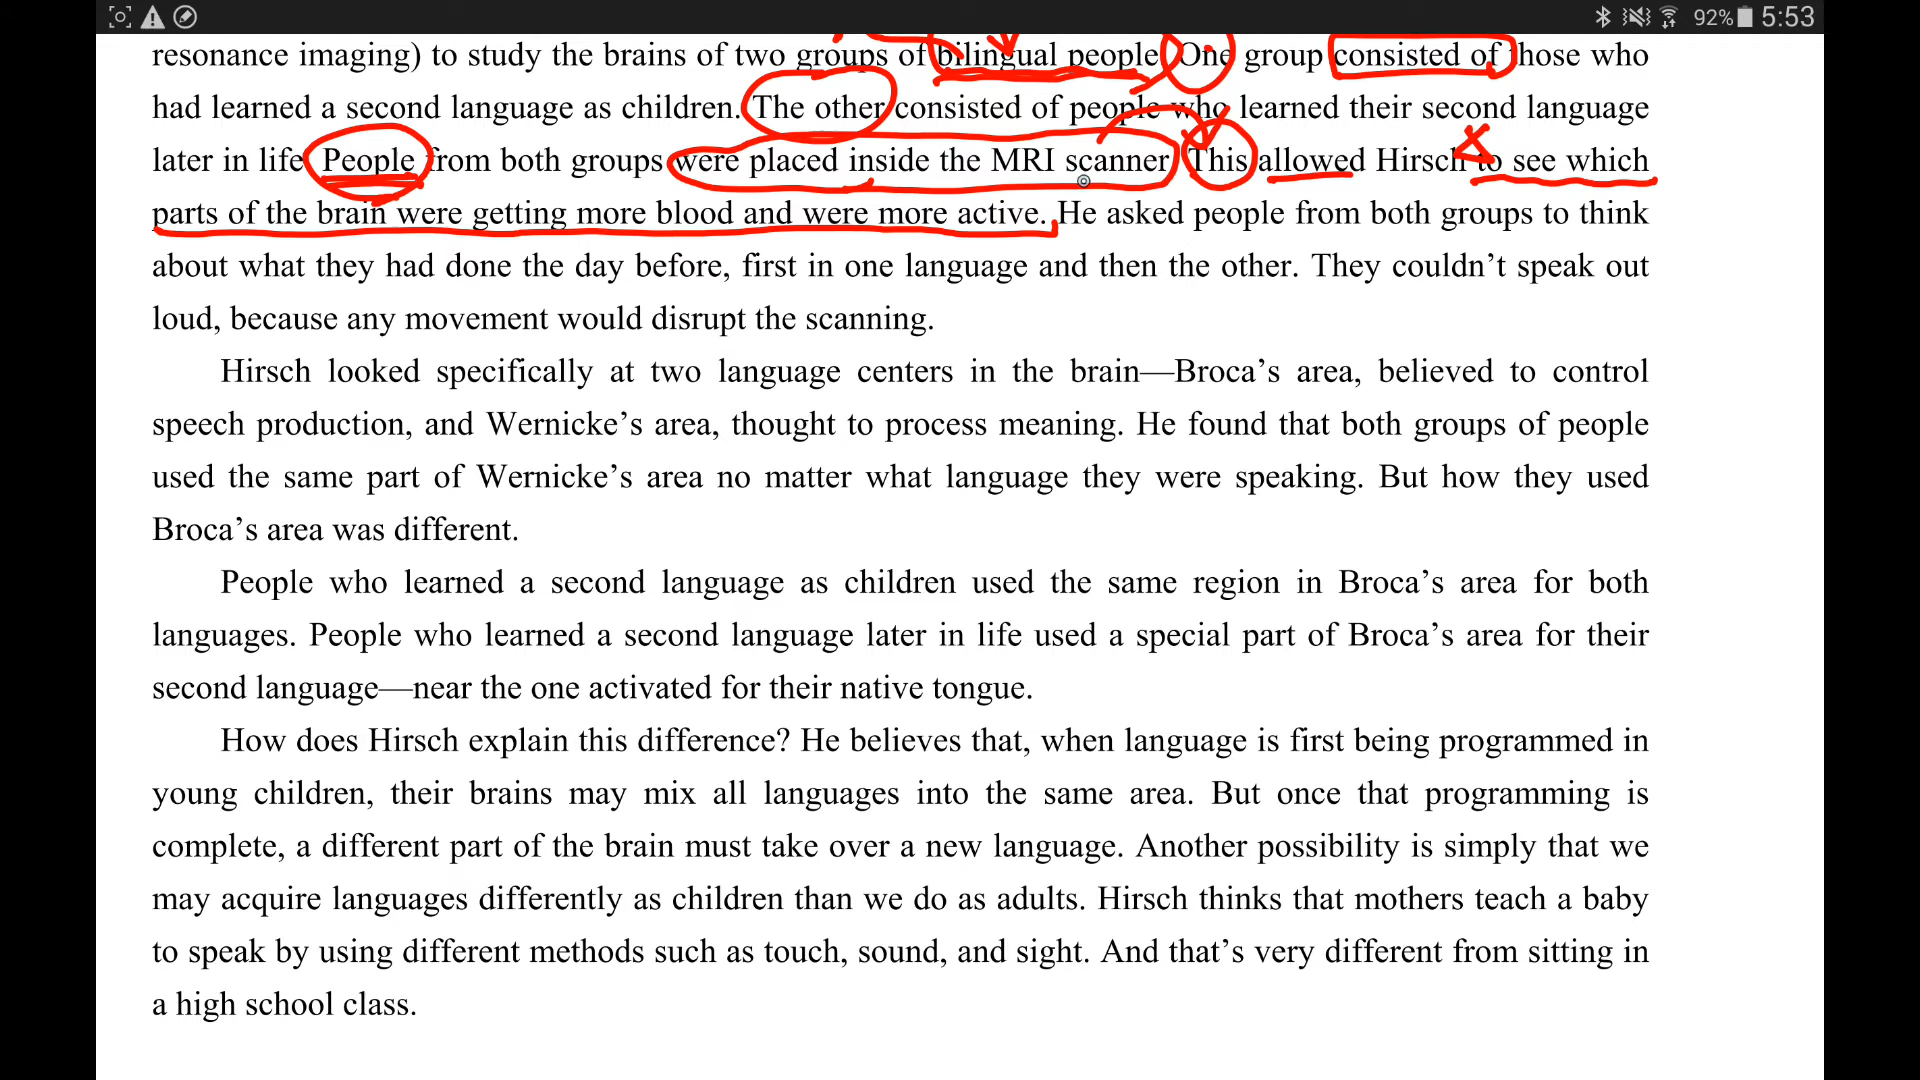 92% 5:53
resonance imaging) to study the brains of two groups of bilingual people. One group consisted of those who
had learned a second language as children. The other consisted of people who learned their second language
later in life. People from both groups were placed inside the MRI scanner. This allowed Hirsch to see which
parts of the brain were getting more blood and were more active. He asked people from both groups to think
about what they had done the day before, first in one language and then the other. They couldn’t speak out
loud, because any movement would disrupt the scanning.
Hirsch looked specifically at two language centers in the brain—Broca’s area, believed to control
speech production, and Wernicke’s area, thought to process meaning. He found that both groups of people
used the same part of Wernicke’s area no matter what language they were speaking. But how they used
Broca’s area was different.
People who learned a second language as children used the same region in Broca’s area for both
languages. People who learned a second language later in life used a special part of Broca’s area for their
second language—near the one activated for their native tongue.
How does Hirsch explain this difference? He believes that, when language is first being programmed in
young children, their brains may mix all languages into the same area. But once that programming is
complete, a different part of the brain must take over a new language. Another possibility is simply that we
may acquire languages differently as children than we do as adults. Hirsch thinks that mothers teach a baby
to speak by using different methods such as touch, sound, and sight. And that’s very different from sitting in
a high school class.